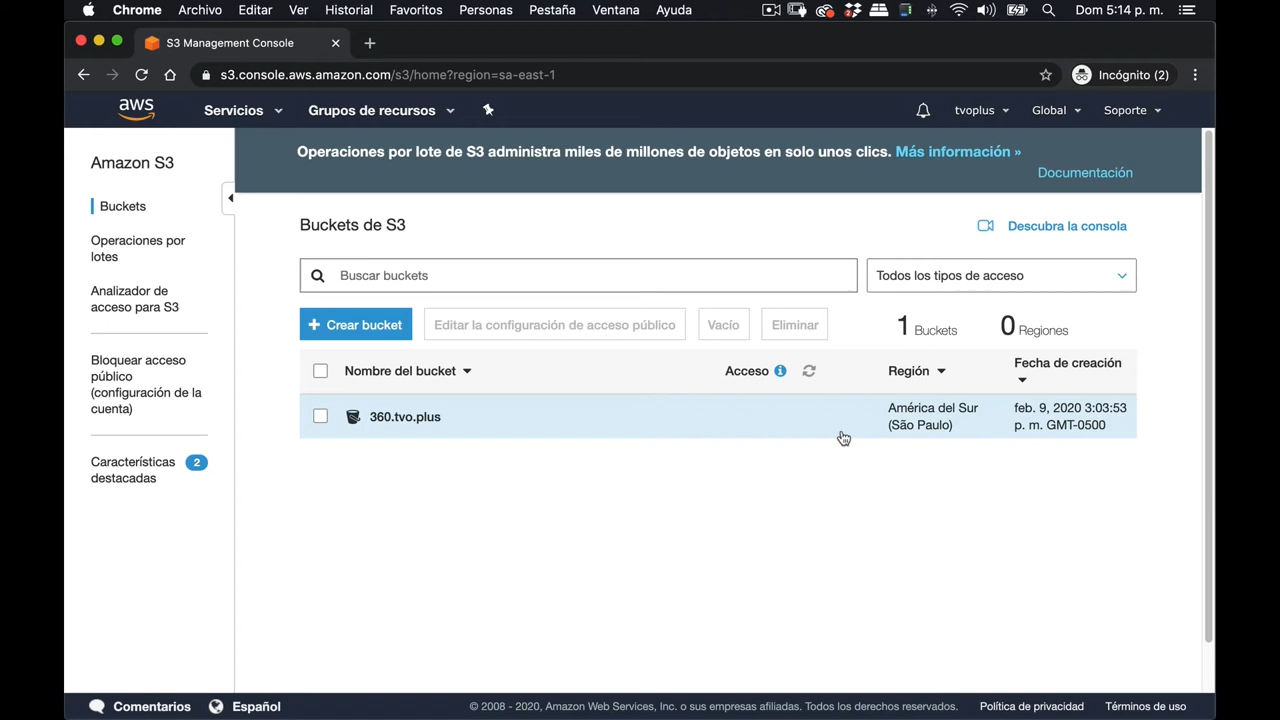 Chrome Archivo Editar Ver Historial Favoritos Personas Pestaña Ventana Ayuda Dom 5:14 p. m.
S3 Management Console
s3.console.aws.amazon.com/s3/home?region=sa-east-1 Incógnito (2)
aws Servicios Grupos de recursos tvoplus Global Soporte
Amazon S3
Buckets
Operaciones por
lotes
Analizador de
acceso para S3
Bloquear acceso
público
(configuración de la
cuenta)
Características
destacadas
2
Operaciones por lote de S3 administra miles de millones de objetos en solo unos clics. Más información »
Documentación
Buckets de S3 Descubra la consola
Buscar buckets Todos los tipos de acceso
+ Crear bucket Editar la configuración de acceso público Vacío Eliminar 1 Buckets 0 Regiones
Nombre del bucket Acceso Región Fecha de creación
360.tvo.plus América del Sur feb. 9, 2020 3:03:53
(São Paulo) p. m. GMT-0500
Comentarios Español © 2008 - 2020, Amazon Web Services, Inc. o sus empresas afiliadas. Todos los derechos reservados. Política de privacidad Términos de uso